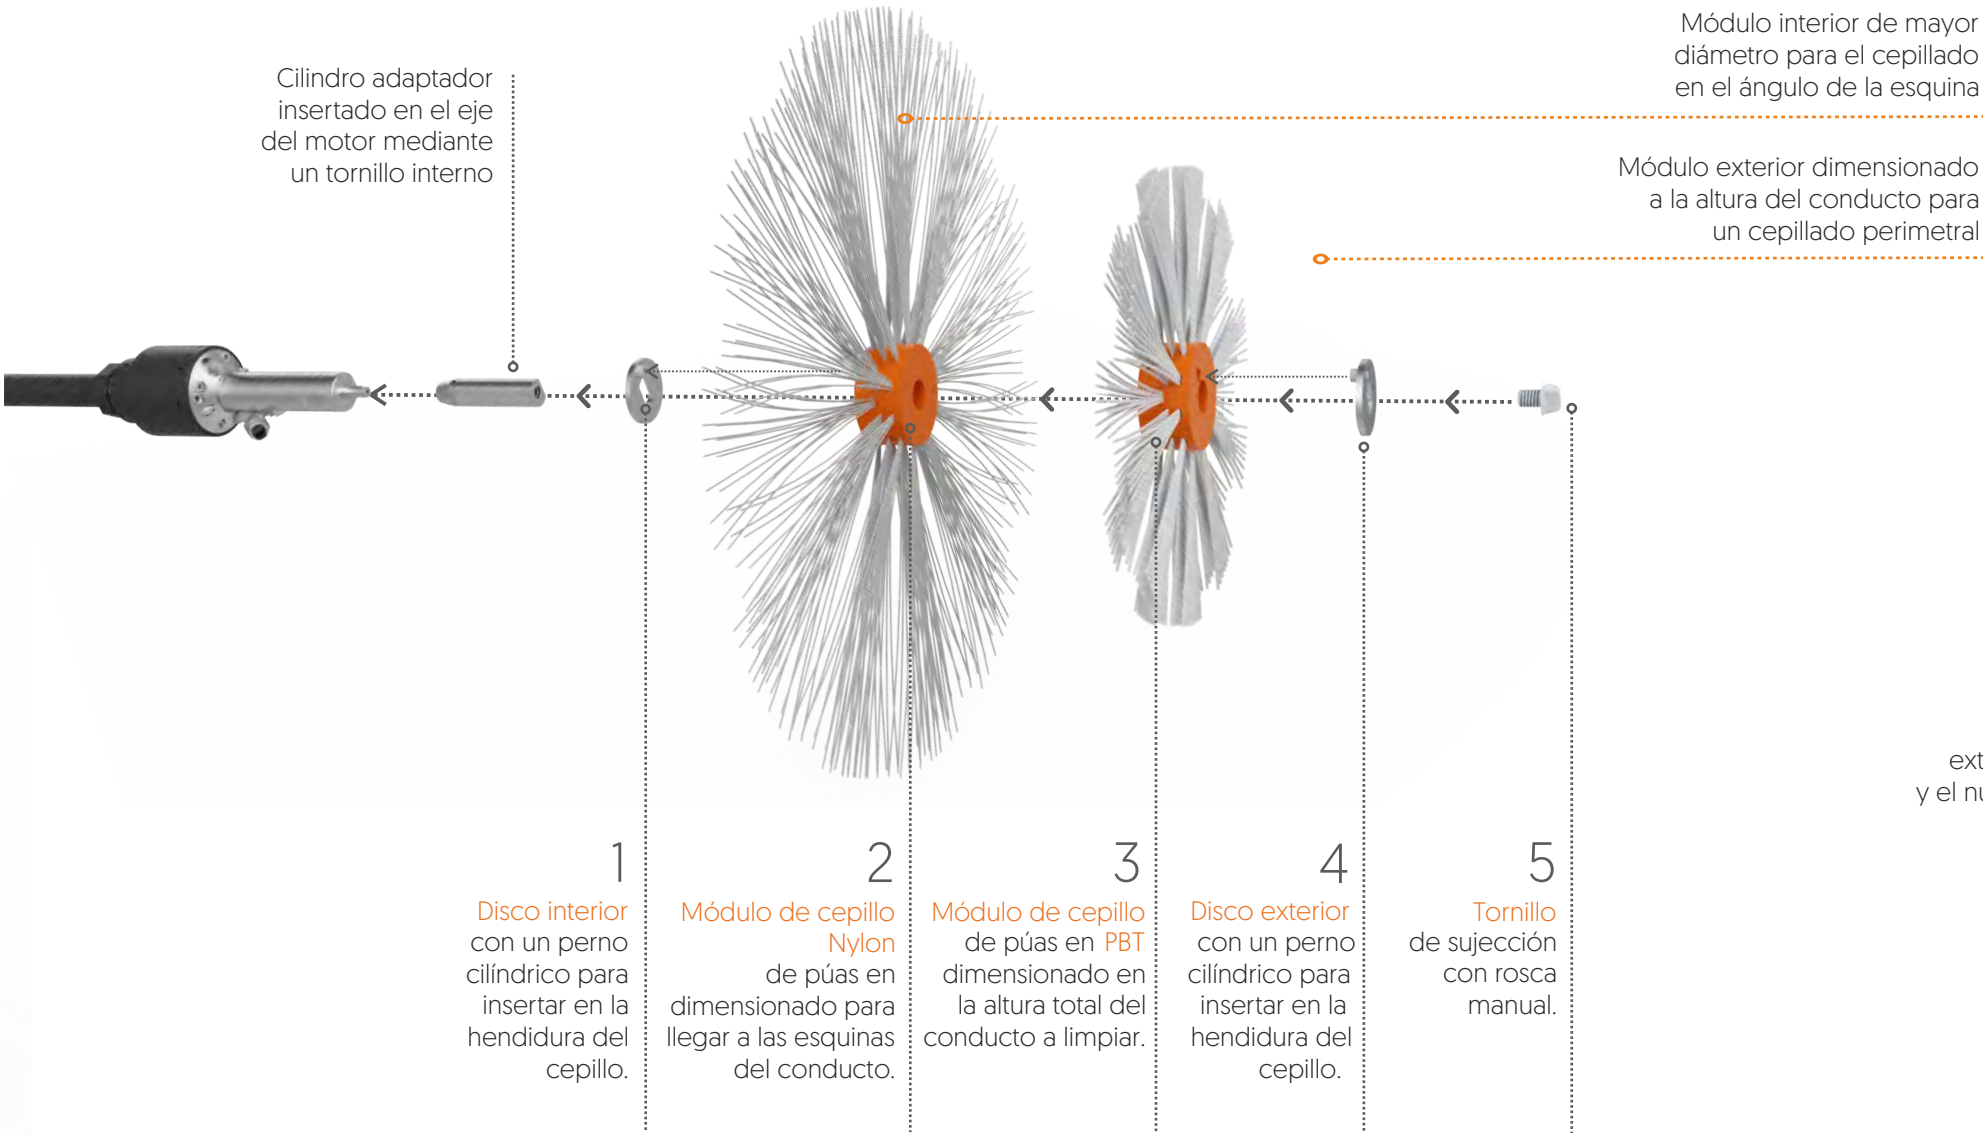 Cilindro adaptador
insertado en el eje
del motor mediante
un tornillo interno
Módulo interior de mayor
diámetro para el cepillado
en el ángulo de la esquina
Módulo exterior dimensionado
a la altura del conducto para
un cepillado perimetral
y el
1
Disco interior
con un perno
cilíndrico para
insertar en la
hendidura del
cepillo.
2
Módulo de cepillo
Nylon
de púas en
dimensionado para
llegar a las esquinas
del conducto.
3
Módulo de cepillo
de púas en PBT
dimensionado en
la altura total del
conducto a limpiar.
4
Disco exterior
con un perno
cilíndrico para
insertar en la
hendidura del
cepillo.
5
Tornillo
de sujección
con rosca
manual.